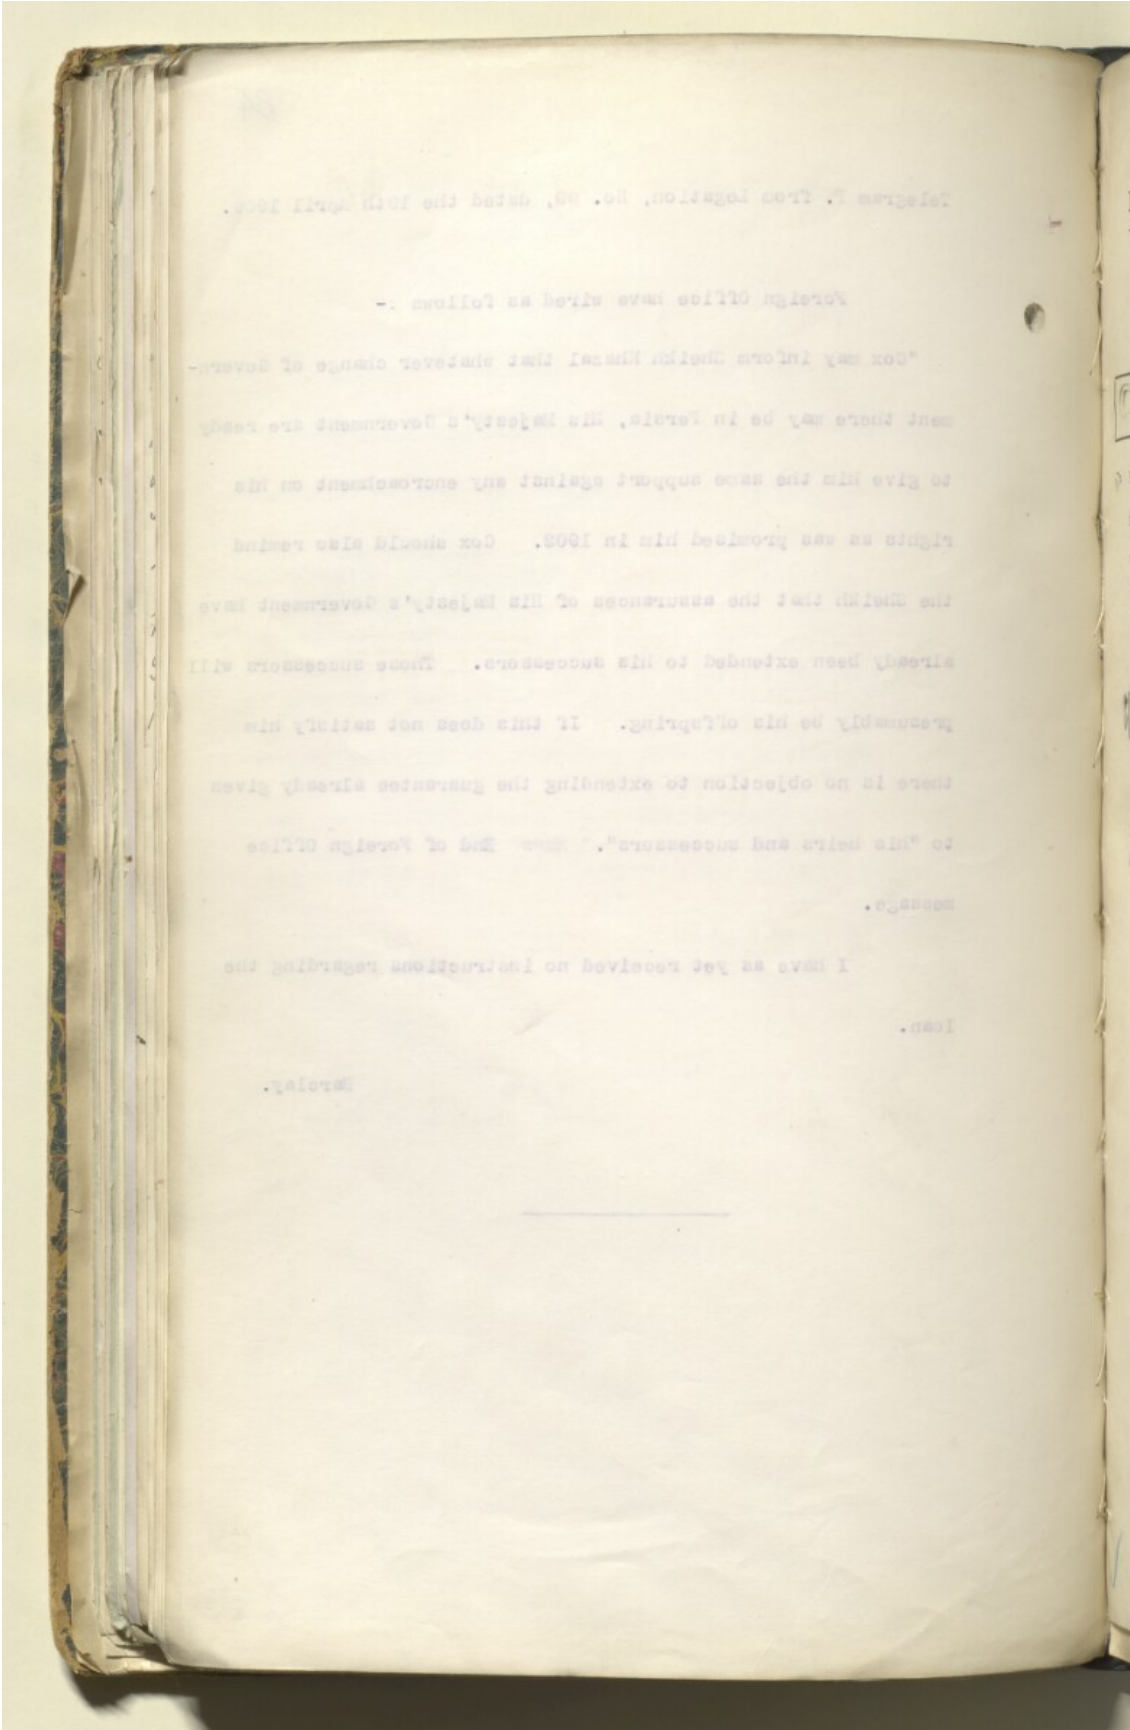 Telegram P. from Legation, No. 99, dated the 19th April 1909.
Foreign Office have wired as follows :-
"Cox may inform Sheikh Khazal that whatever change of Govern-
ment there may be in Persia, His Majesty's Government are ready
to give him the same support against any encroachment on his
rights as was promised him in 1902. Cox should also remind
the Sheikh that the assurances of His Majesty's Government have
already been extended to his successors. Those successors will
presumably be his offspring. If this does not satisfy him
there is no objection to extending the guarantee already given
to "his heirs and successors". End of Foreign Office
message.
I have as yet received no instructions regarding the
loan.
Barclay.